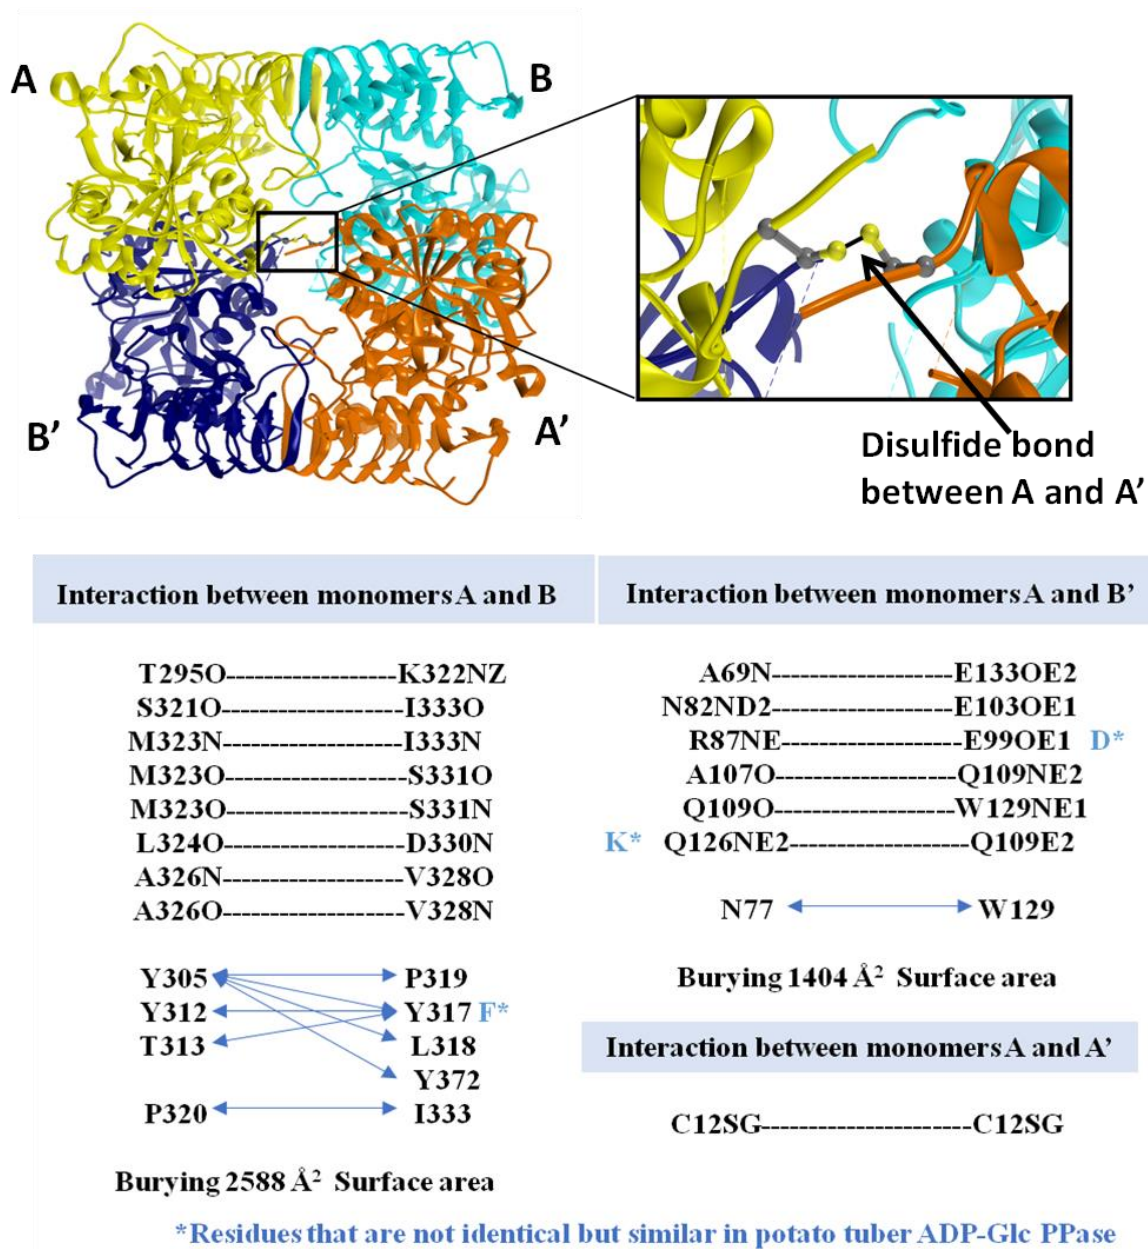 A
B
B’
A’
Disulfide bond
between A and A’
Interaction between monomers A and B
T295O-------------------K322NZ
S321O--------------------I333O
M323N-------------------I333N
M323O-------------------S331O
M323O-------------------S331N
L324O--------------------D330N
A326N-------------------V328O
A326O-------------------V328N
Y305 P319
Y312 Y317 F*
T313 L318
Y372
P320 I333
Burying 2588 Å² Surface area
Interaction between monomers A and B’
A69N--------------------E133OE2
N82ND2--------------------E103OE1
R87NE--------------------E99OE1 D*
A107O--------------------Q109NE2
Q109O--------------------W129NE1
K* Q126NE2--------------------Q109E2
N77 W129
Burying 1404 Å² Surface area
Interaction between monomers A and A’
C12SG-----------------------C12SG
*Residues that are not identical but similar in potato tuber ADP-Glc PPase